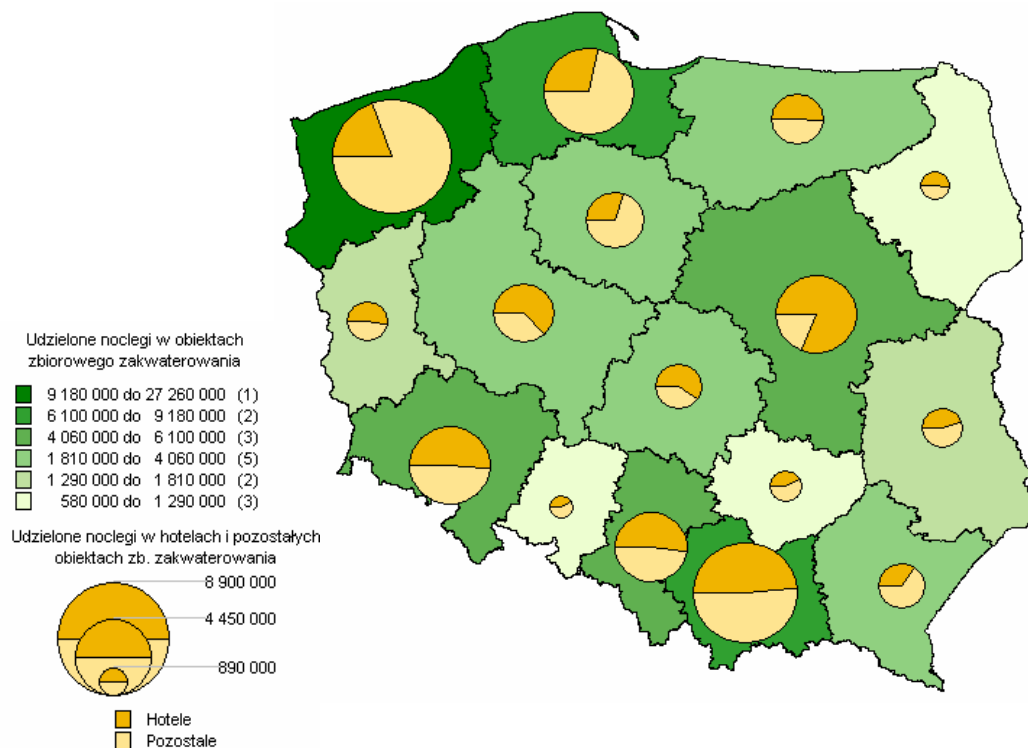 Udzielone noclegi w obiektach
zbiorowego zakwaterowania
9 180 000 do 27 260 000 (1)
6 100 000 do 9 180 000 (2)
4 060 000 do 6 100 000 (3)
1 810 000 do 4 060 000 (5)
1 290 000 do 1 810 000 (2)
580 000 do 1 290 000 (3)
Udzielone noclegi w hotelach i pozostałych
obiektach zb. zakwaterowania
8 900 000
4 450 000
890 000
Hotele
Pozostałe